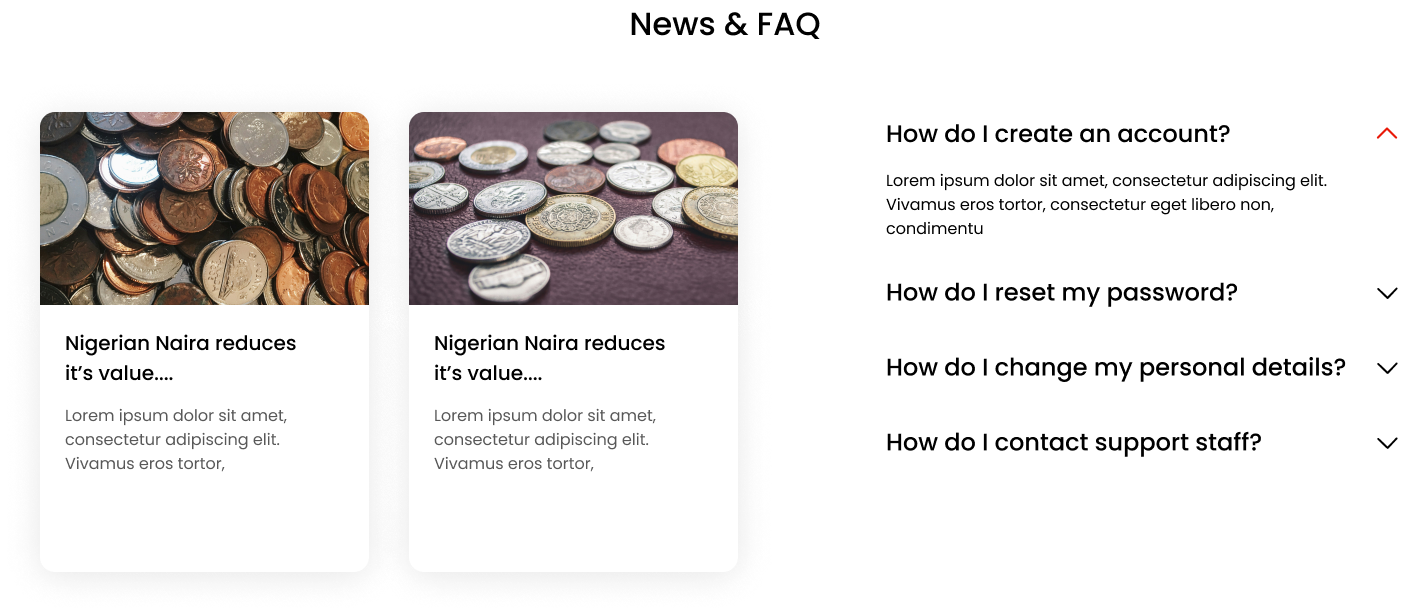 News & FAQ
Nigerian Naira reduces
it’s value....
Lorem ipsum dolor sit amet,
consectetur adipiscing elit.
Vivamus eros tortor,
Nigerian Naira reduces
it’s value....
Lorem ipsum dolor sit amet,
consectetur adipiscing elit.
Vivamus eros tortor,
How do I create an account?
Lorem ipsum dolor sit amet, consectetur adipiscing elit.
Vivamus eros tortor, consectetur eget libero non,
condimentu
How do I reset my password?
How do I change my personal details?
How do I contact support staff?